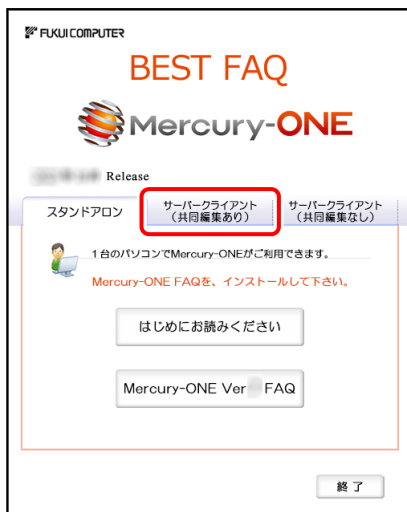 FUKUI COMPUTER
BEST FAQ
Mercury-ONE
Release
スタンドアロン
サーバークライアント
（共同編集あり）
サーバークライアント
（共同編集なし）
1台のパソコンでMercury-ONEがご利用できます。
Mercury-ONE FAQを、インストールして下さい。
はじめにお読みください
Mercury-ONE Ver FAQ
終了